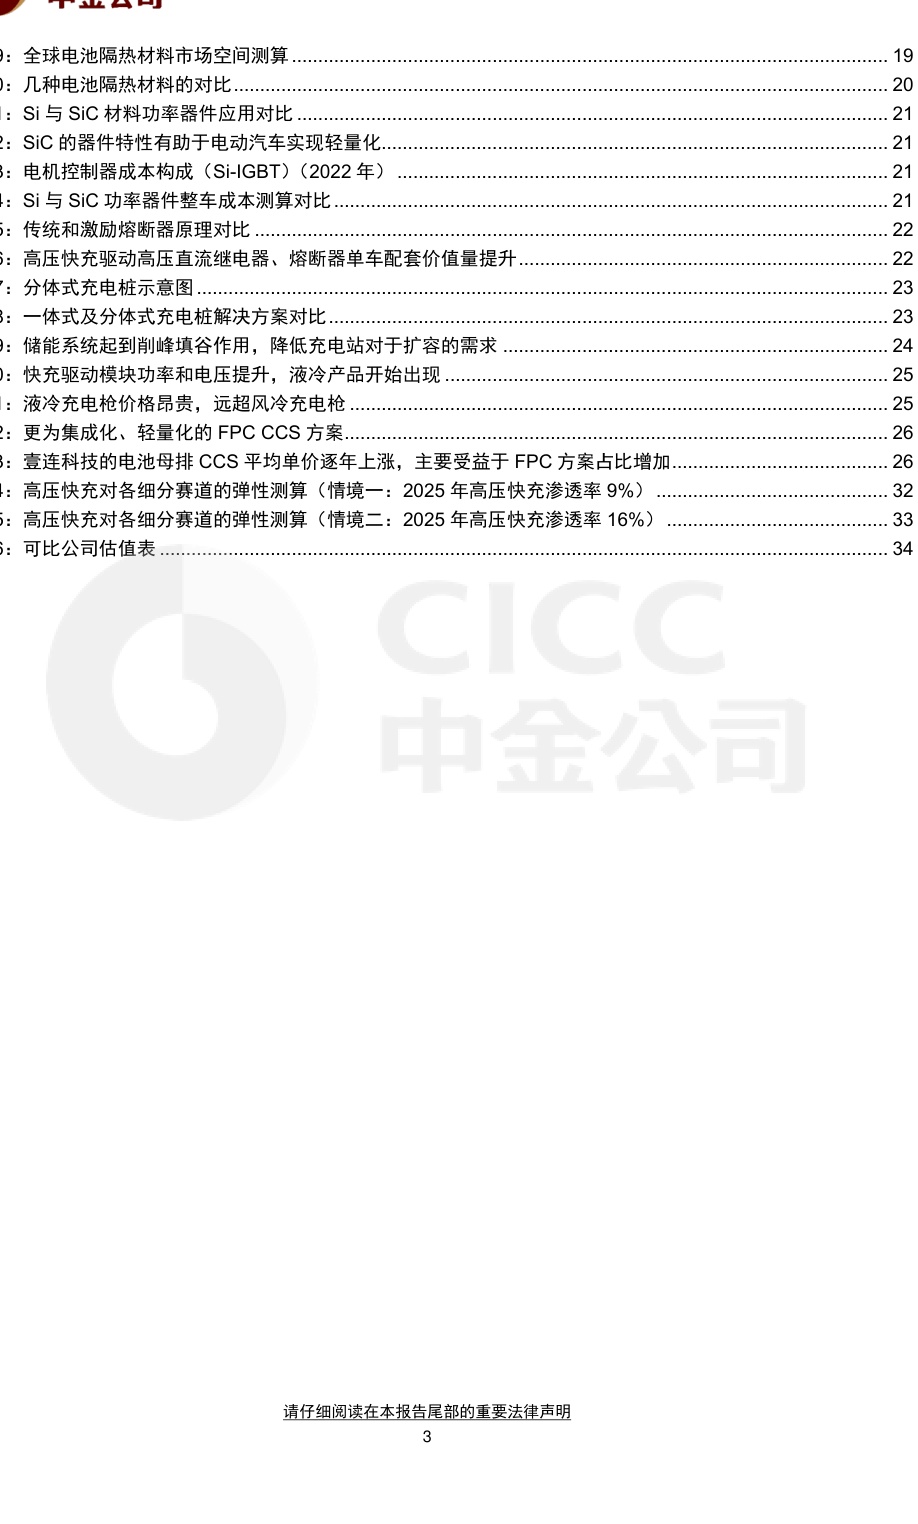 中金公司
9：全球电池隔热材料市场空间测算 ................ 19
0：几种电池隔热材料的对比 ................ 20
1：Si 与 SiC 材料功率器件应用对比 ................ 21
2：SiC 的器件特性有助于电动汽车实现轻量化 ................ 21
3：电机控制器成本构成（Si-IGBT）（2022 年） ................ 21
4：Si 与 SiC 功率器件整车成本测算对比 ................ 21
5：传统和激励熔断器原理对比 ................ 22
6：高压快充驱动高压直流继电器、熔断器单车配套价值量提升 ................ 22
7：分体式充电桩示意图 ................ 23
8：一体式及分体式充电桩解决方案对比 ................ 23
9：储能系统起到削峰填谷作用，降低充电站对于扩容的需求 ................ 24
0：快充驱动模块功率和电压提升，液冷产品开始出现 ................ 25
1：液冷充电枪价格昂贵，远超风冷充电枪 ................ 25
2：更为集成化、轻量化的 FPC CCS 方案 ................ 26
3：壹连科技的电池母排 CCS 平均单价逐年上涨，主要受益于 FPC 方案占比增加 ................ 26
4：高压快充对各细分赛道的弹性测算（情境一：2025 年高压快充渗透率 9%） ................ 32
5：高压快充对各细分赛道的弹性测算（情境二：2025 年高压快充渗透率 16%） ................ 33
6：可比公司估值表 ................ 34
CICC
中金公司
请仔细阅读在本报告尾部的重要法律声明
3